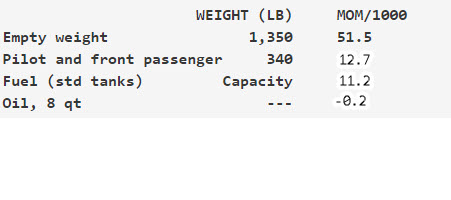 WEIGHT (LB) MOM/1000
Empty weight 1,350 51.5
Pilot and front passenger 340 12.7
Fuel (std tanks) Capacity 11.2
Oil, 8 qt --- -0.2